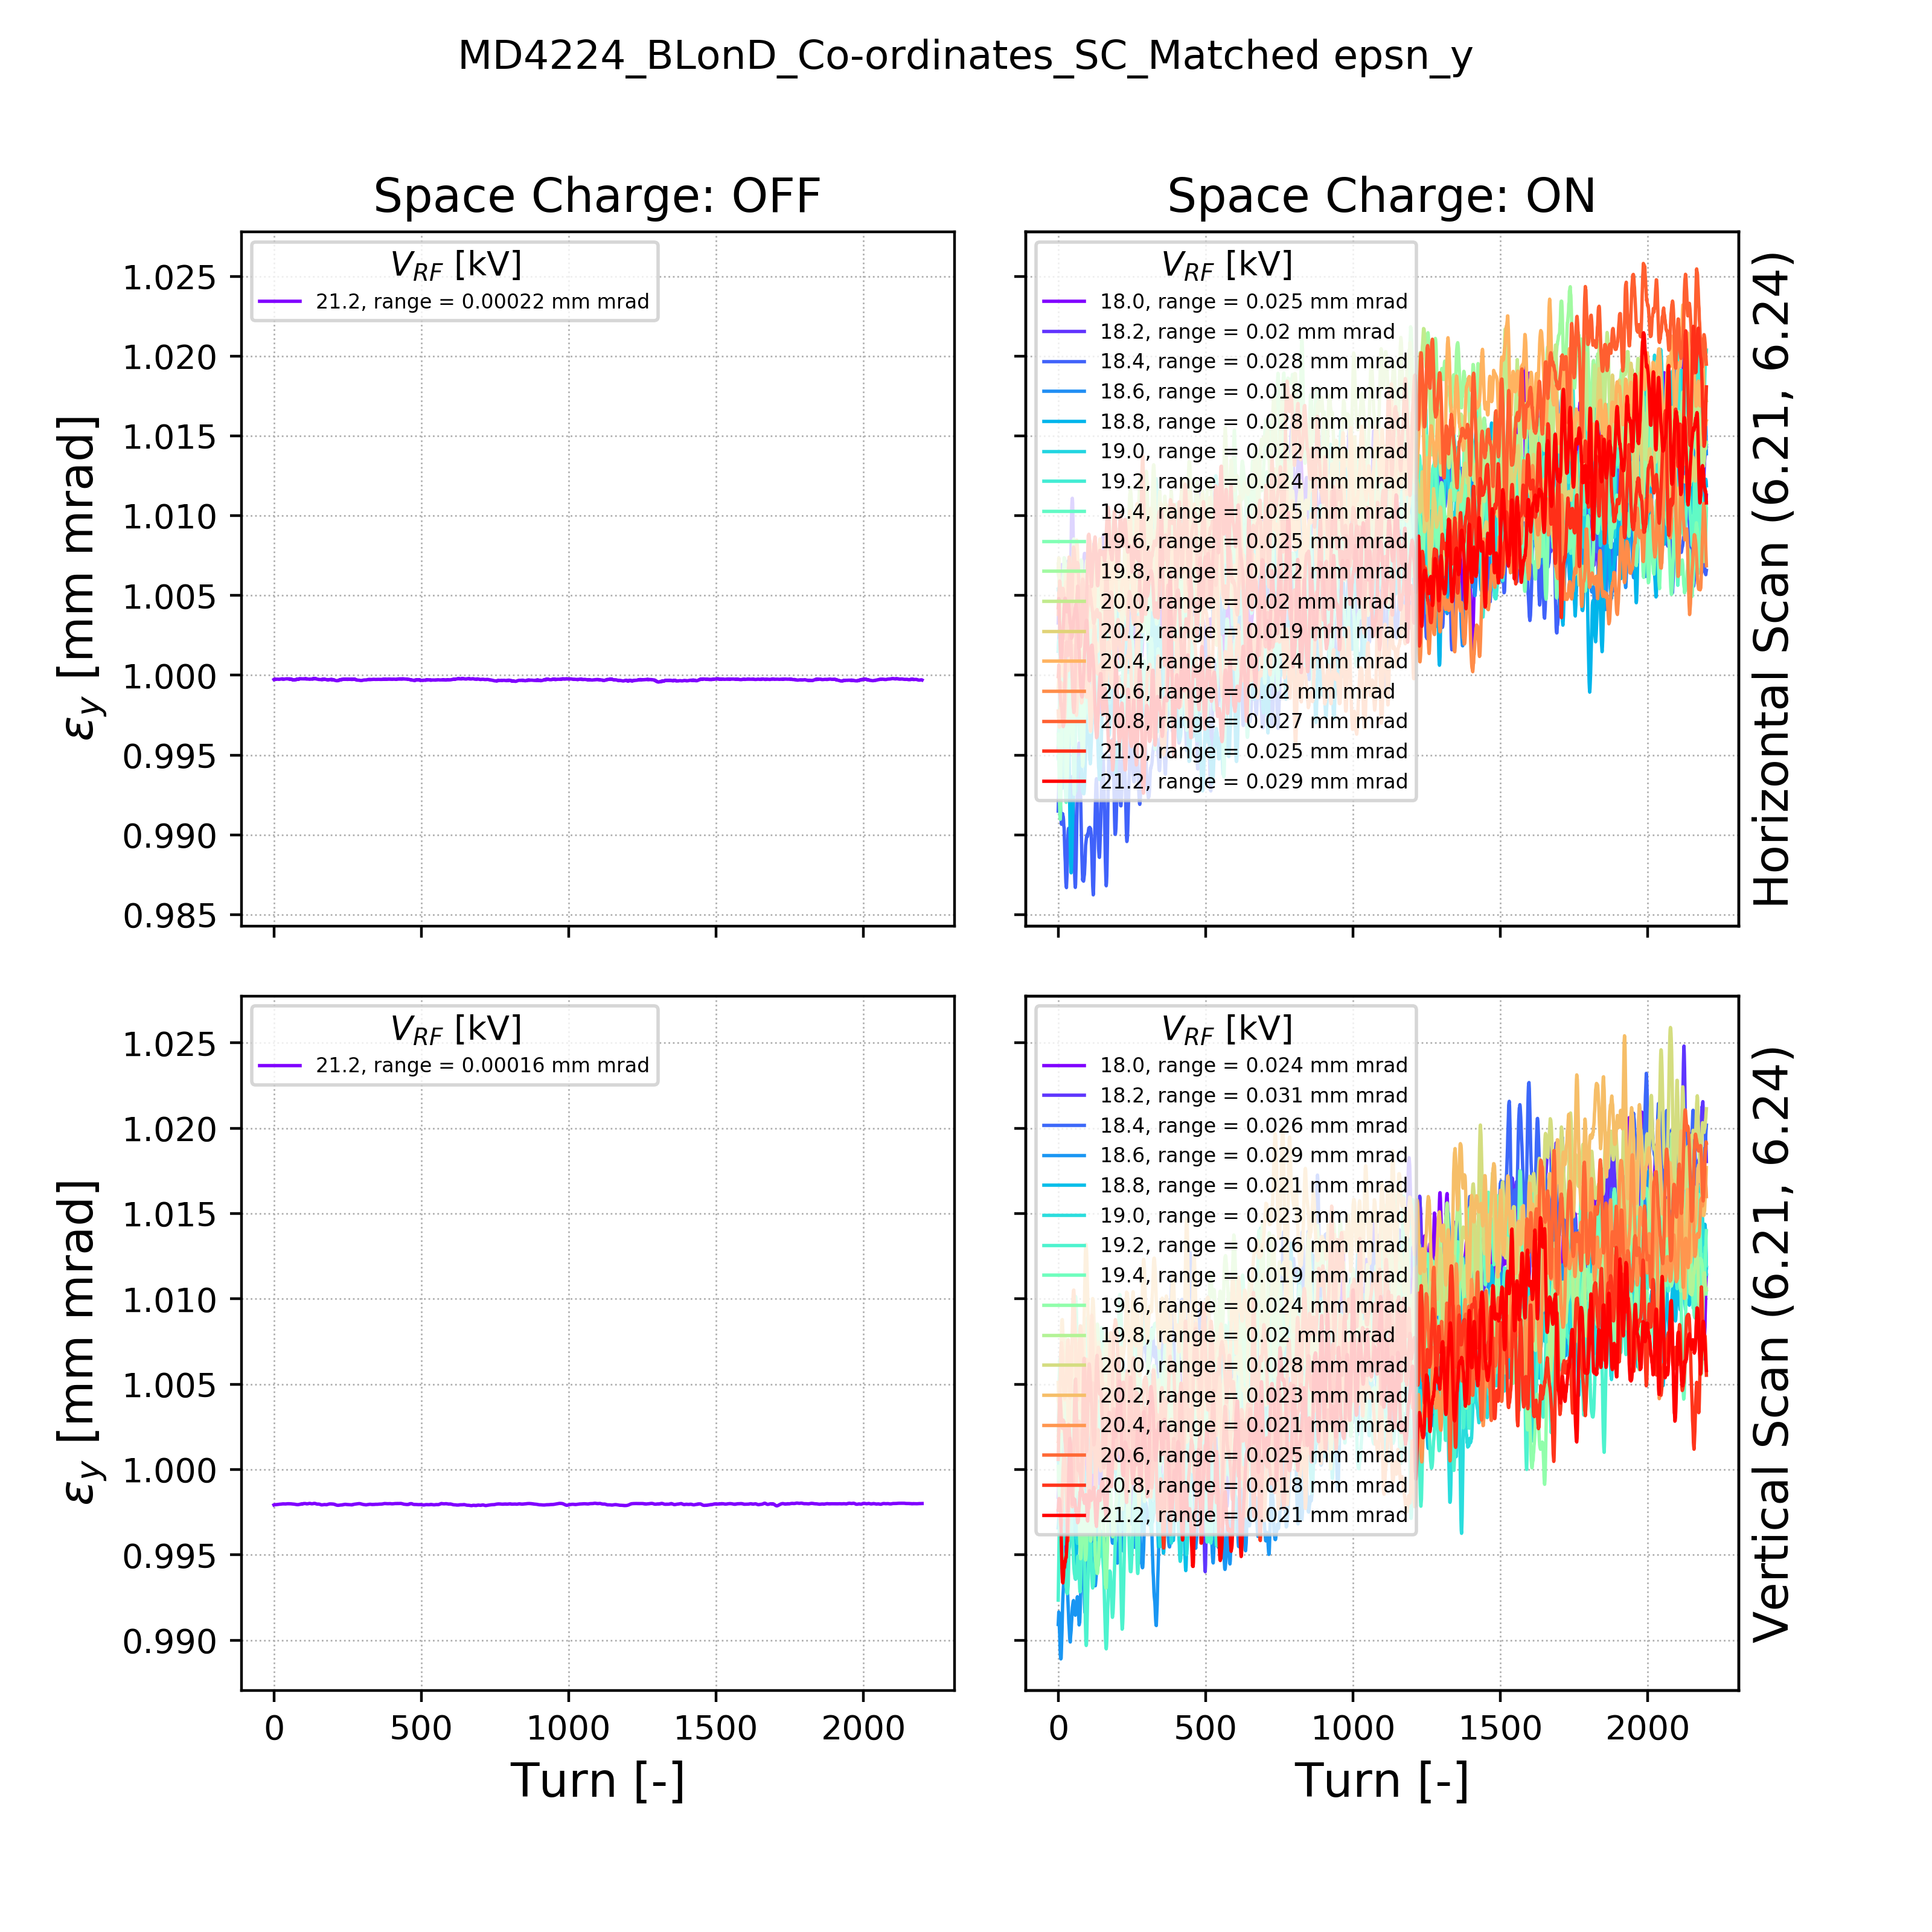 MD4224_BLonD_Co-ordinates_SC_Matched epsn_y
Space Charge: OFF
Space Charge: ON
V_RF [kV]
21.2, range = 0.00022 mm mrad
1.025
1.020
1.015
1.010
1.005
1.000
0.995
0.990
0.985
ε_y [mm mrad]
V_RF [kV]
18.0, range = 0.025 mm mrad
18.2, range = 0.02 mm mrad
18.4, range = 0.028 mm mrad
18.6, range = 0.018 mm mrad
18.8, range = 0.028 mm mrad
19.0, range = 0.022 mm mrad
19.2, range = 0.024 mm mrad
19.4, range = 0.025 mm mrad
19.6, range = 0.025 mm mrad
19.8, range = 0.022 mm mrad
20.0, range = 0.02 mm mrad
20.2, range = 0.019 mm mrad
20.4, range = 0.024 mm mrad
20.6, range = 0.02 mm mrad
20.8, range = 0.027 mm mrad
21.0, range = 0.025 mm mrad
21.2, range = 0.029 mm mrad
Horizontal Scan (6.21, 6.24)
V_RF [kV]
21.2, range = 0.00016 mm mrad
1.025
1.020
1.015
1.010
1.005
1.000
0.995
0.990
ε_y [mm mrad]
0 500 1000 1500 2000
Turn [-]
V_RF [kV]
18.0, range = 0.024 mm mrad
18.2, range = 0.031 mm mrad
18.4, range = 0.026 mm mrad
18.6, range = 0.029 mm mrad
18.8, range = 0.021 mm mrad
19.0, range = 0.023 mm mrad
19.2, range = 0.026 mm mrad
19.4, range = 0.019 mm mrad
19.6, range = 0.024 mm mrad
19.8, range = 0.02 mm mrad
20.0, range = 0.028 mm mrad
20.2, range = 0.023 mm mrad
20.4, range = 0.021 mm mrad
20.6, range = 0.025 mm mrad
20.8, range = 0.018 mm mrad
21.2, range = 0.021 mm mrad
0 500 1000 1500 2000
Turn [-]
Vertical Scan (6.21, 6.24)